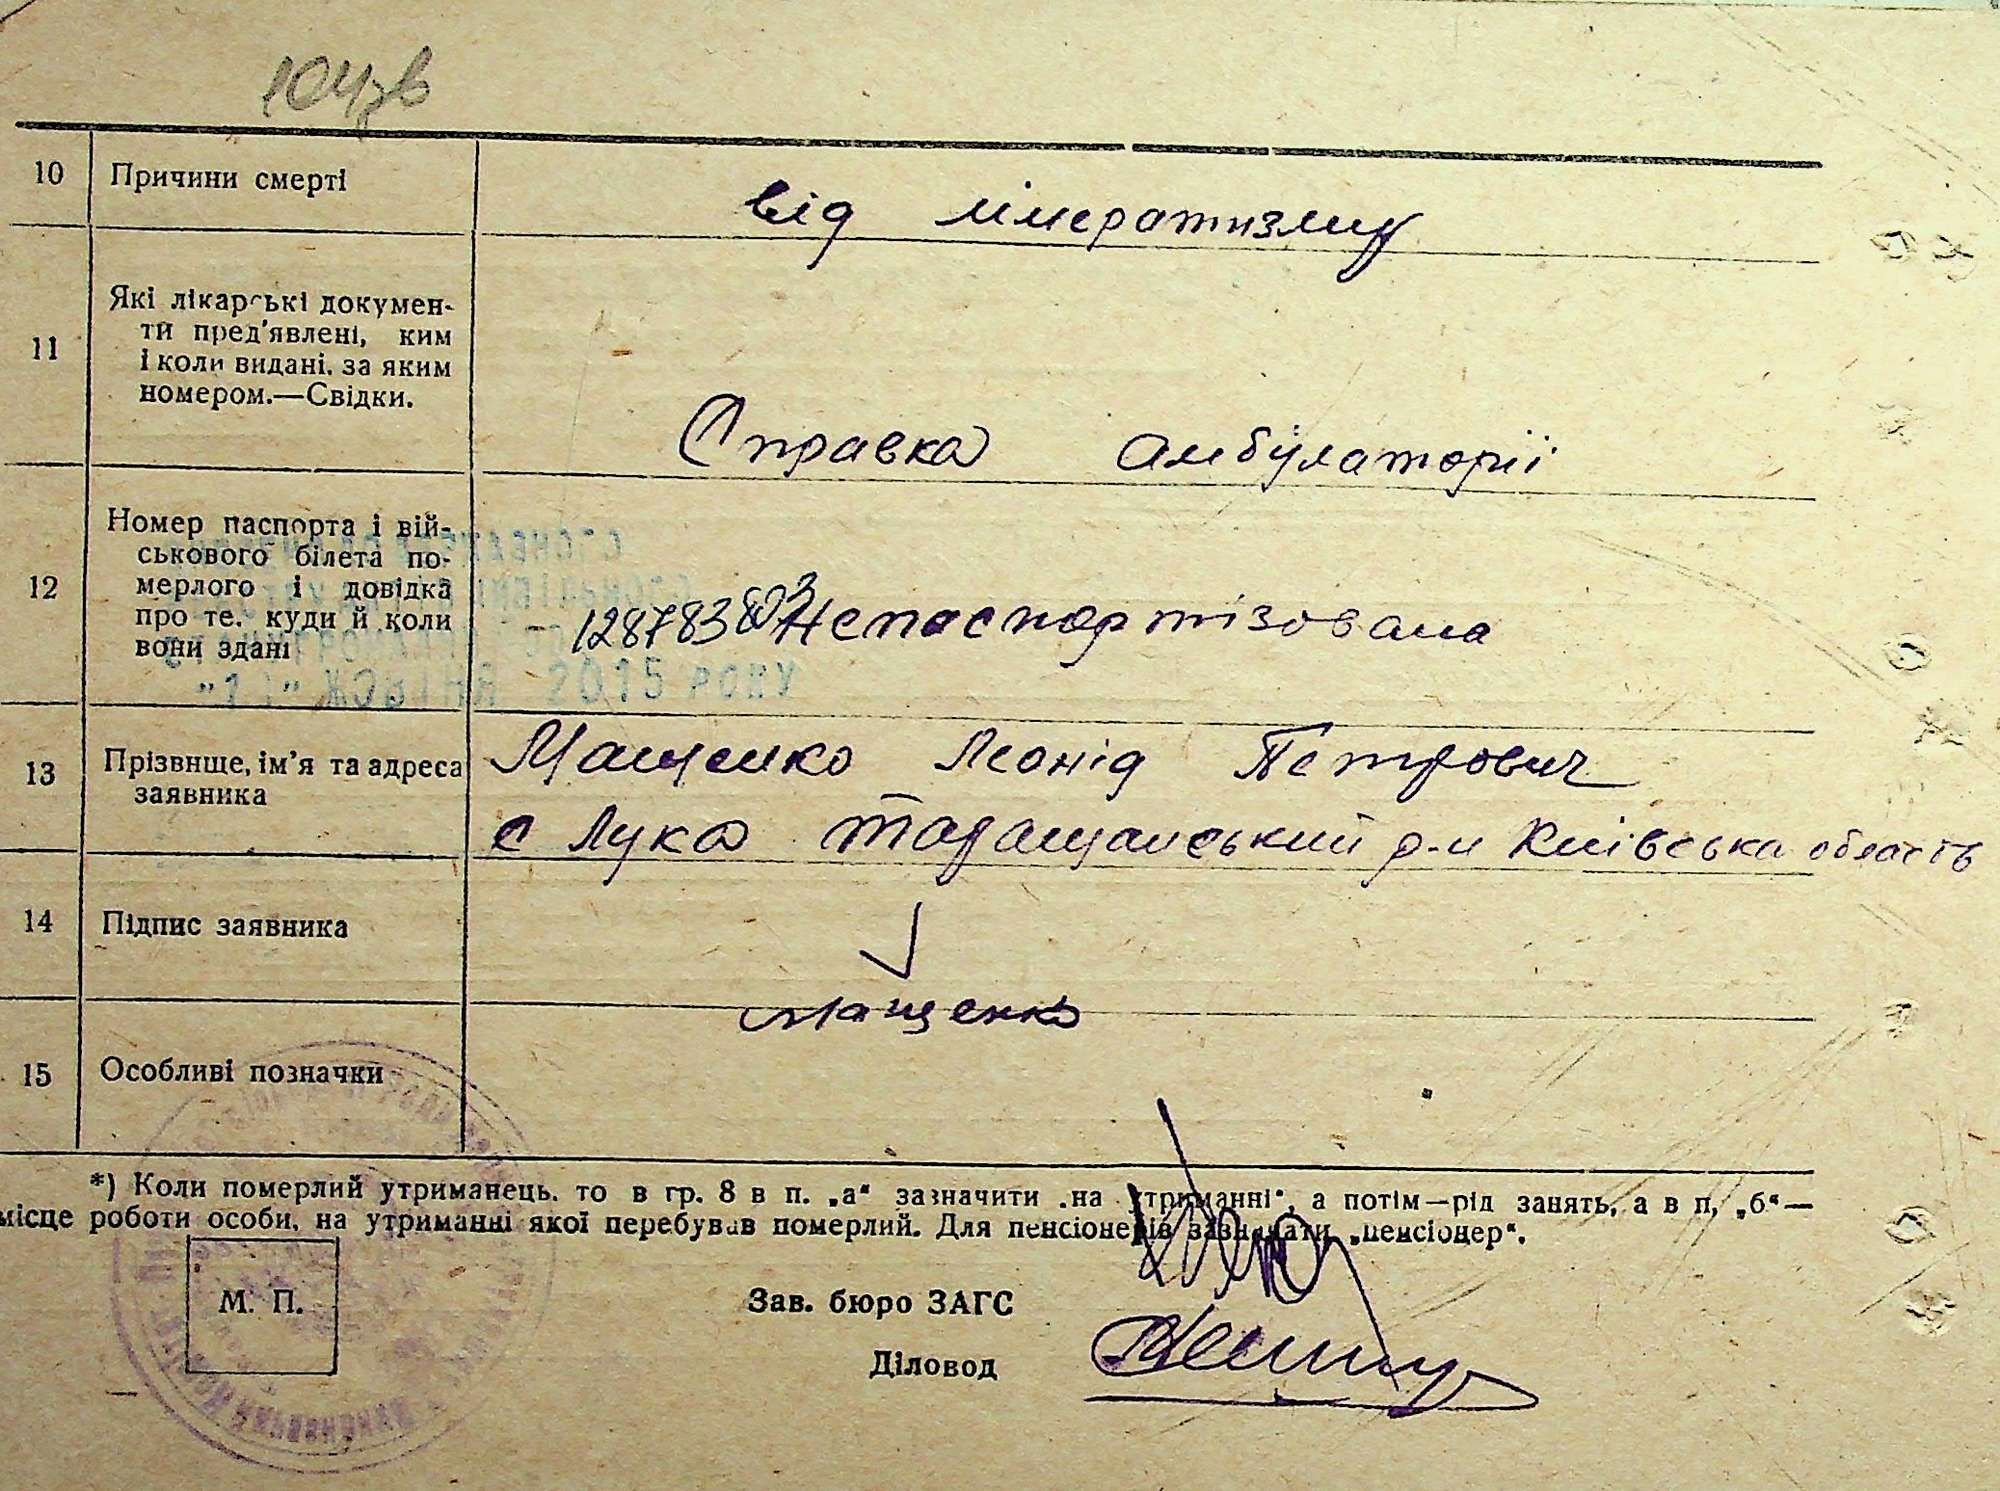 104зв
10 Причини смерті
від
11 Які лікарські докумен-
ти пред'явлені, ким
і коли видані, за яким
номером.—Свідки.
Справка амбулаторії
12 Номер паспорта і вій-
ськового білета по-
мерлого і довідка
про те, куди й коли
вони здані
Непаспортізована
ЖОВТНЯ 2015 РОКУ
13 Прізвище, ім'я та адреса
заявника
Мащенко Леонід Петрович
с Лука Таращанський р-н Київська область
14 Підпис заявника
Мащенко
15 Особливі позначки
*) Коли померлий утриманець, то в гр. 8 в п. „а“ зазначити „на утриманні“, а потім—рід занять, а в п, „б“—
місце роботи особи, на утриманні якої перебував померлий. Для пенсіонерів зазначати „пенсіонер“.
М. П.
Зав. бюро ЗАГС
Діловод